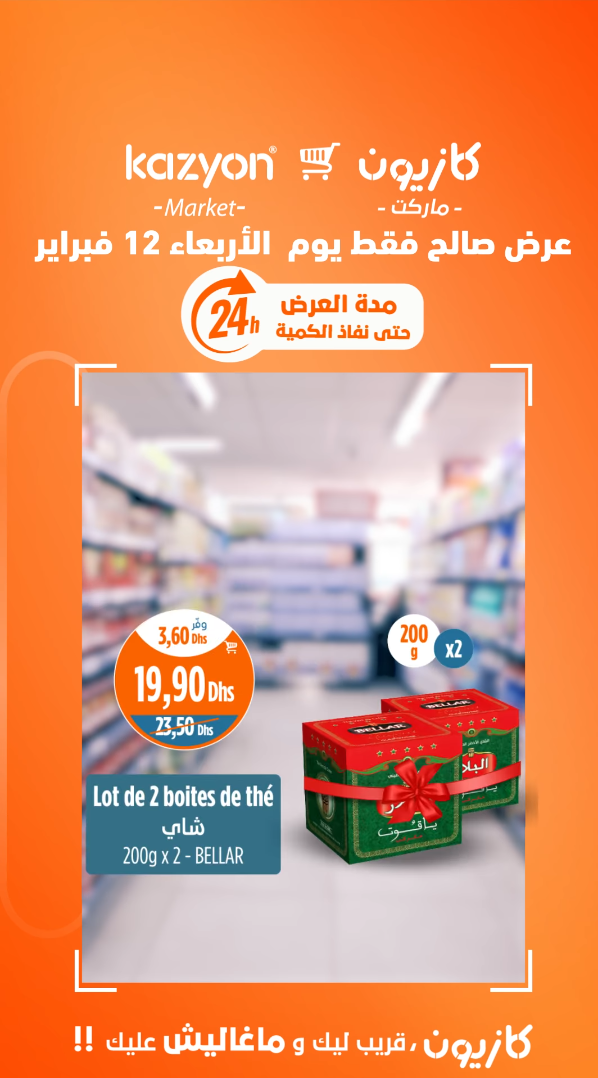 kazyon® كازيون
-Market- - ماركت -
عرض صالح فقط يوم الأربعاء 12 فبراير
24h
مدة العرض
حتى نفاذ الكمية
وفّر
3,60 Dhs
19,90 Dhs
23,50 Dhs
200
g
x2
Lot de 2 boites de thé
شاي
200g x 2 - BELLAR
BELLAR
BELLAR
ياقوت
كازيون، قريب ليك و ماغاليش عليك !!